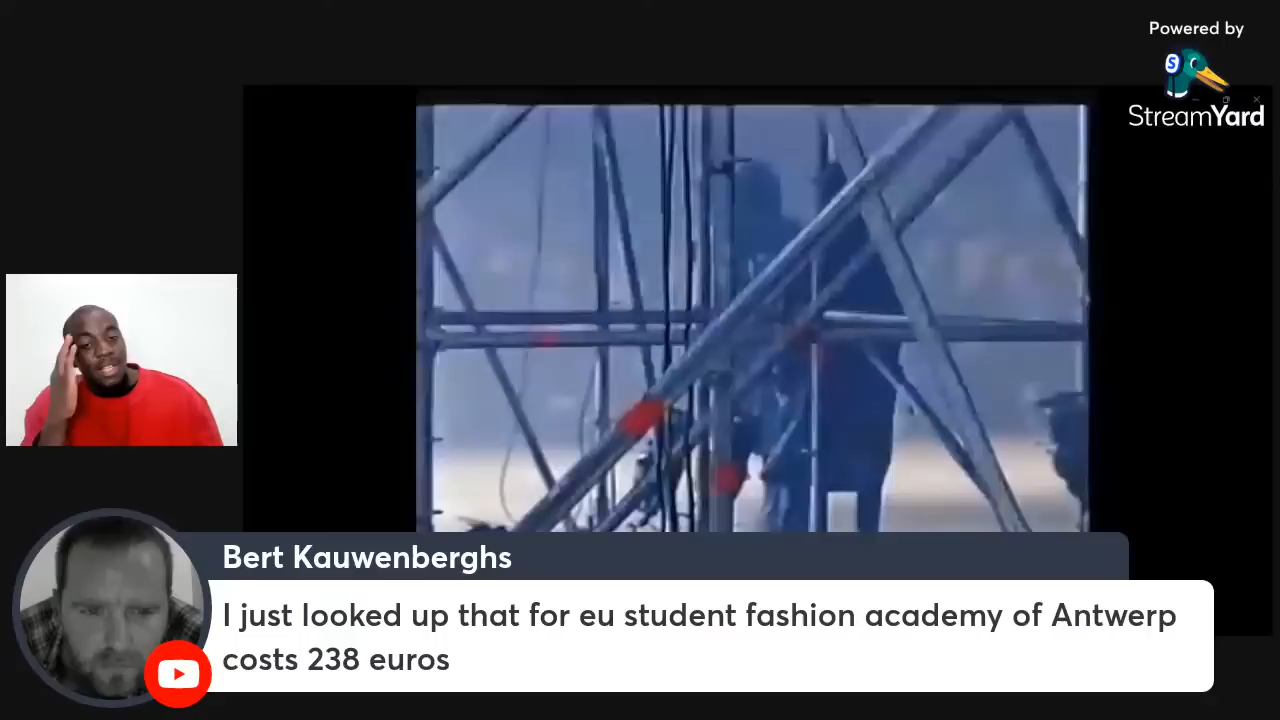 Powered by
S
StreamYard
Bert Kauwenberghs
I just looked up that for eu student fashion academy of Antwerp
costs 238 euros